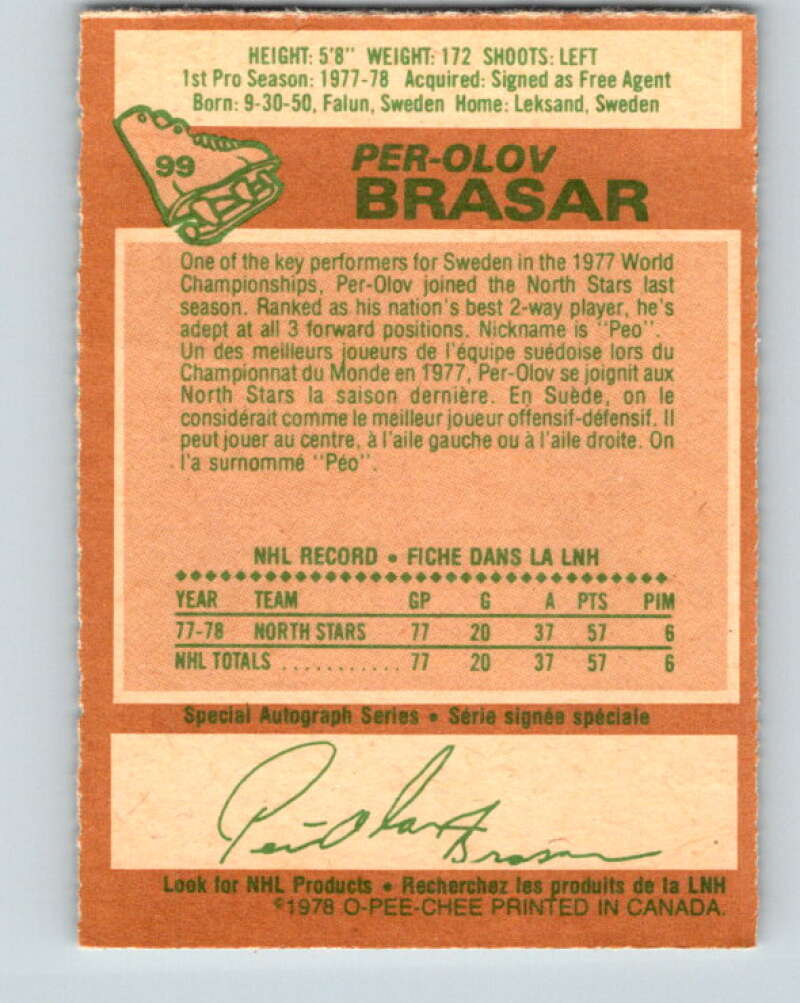 HEIGHT: 5'8" WEIGHT: 172 SHOOTS: LEFT
1st Pro Season: 1977-78 Acquired: Signed as Free Agent
Born: 9-30-50, Falun, Sweden Home: Leksand, Sweden
99
PER-OLOV
BRASAR
One of the key performers for Sweden in the 1977 World
Championships, Per-Olov joined the North Stars last
season. Ranked as his nation's best 2-way player, he's
adept at all 3 forward positions. Nickname is "Peo".
Un des meilleurs joueurs de l'équipe suédoise lors du
Championnat du Monde en 1977, Per-Olov se joignit aux
North Stars la saison dernière. En Suède, on le
considérait comme le meilleur joueur offensif-défensif. Il
peut jouer au centre, à l'aile gauche ou à l'aile droite. On
l'a surnommé "Péo".
NHL RECORD • FICHE DANS LA LNH
YEAR TEAM GP G A PTS PIM
77-78 NORTH STARS 77 20 37 57 6
NHL TOTALS ............ 77 20 37 57 6
Special Autograph Series • Série signée spéciale
Per-Olov Brasar
Look for NHL Products • Recherchez les produits de la LNH
©1978 O-PEE-CHEE PRINTED IN CANADA.